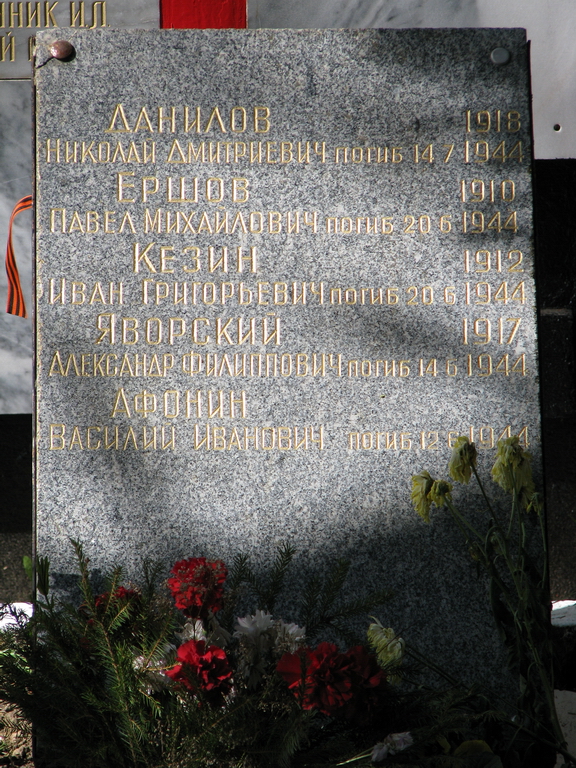 ННИК ИЛ
ДАНИЛОВ 1918
НИКОЛАЙ ДМИТРИЕВИЧ ПОГИБ 14 7 1944
ЕРШОВ 1910
ПАВЕЛ МИХАЙЛОВИЧ ПОГИБ 20 6 1944
КЕЗИН 1912
ИВАН ГРИГОРЬЕВИЧ ПОГИБ 20 6 1944
ЯВОРСКИЙ 1917
АЛЕКСАНДР ФИЛИППОВИЧ ПОГИБ 14 6 1944
АФОНИН
ВАСИЛИЙ ИВАНОВИЧ ПОГИБ 12 6 1944